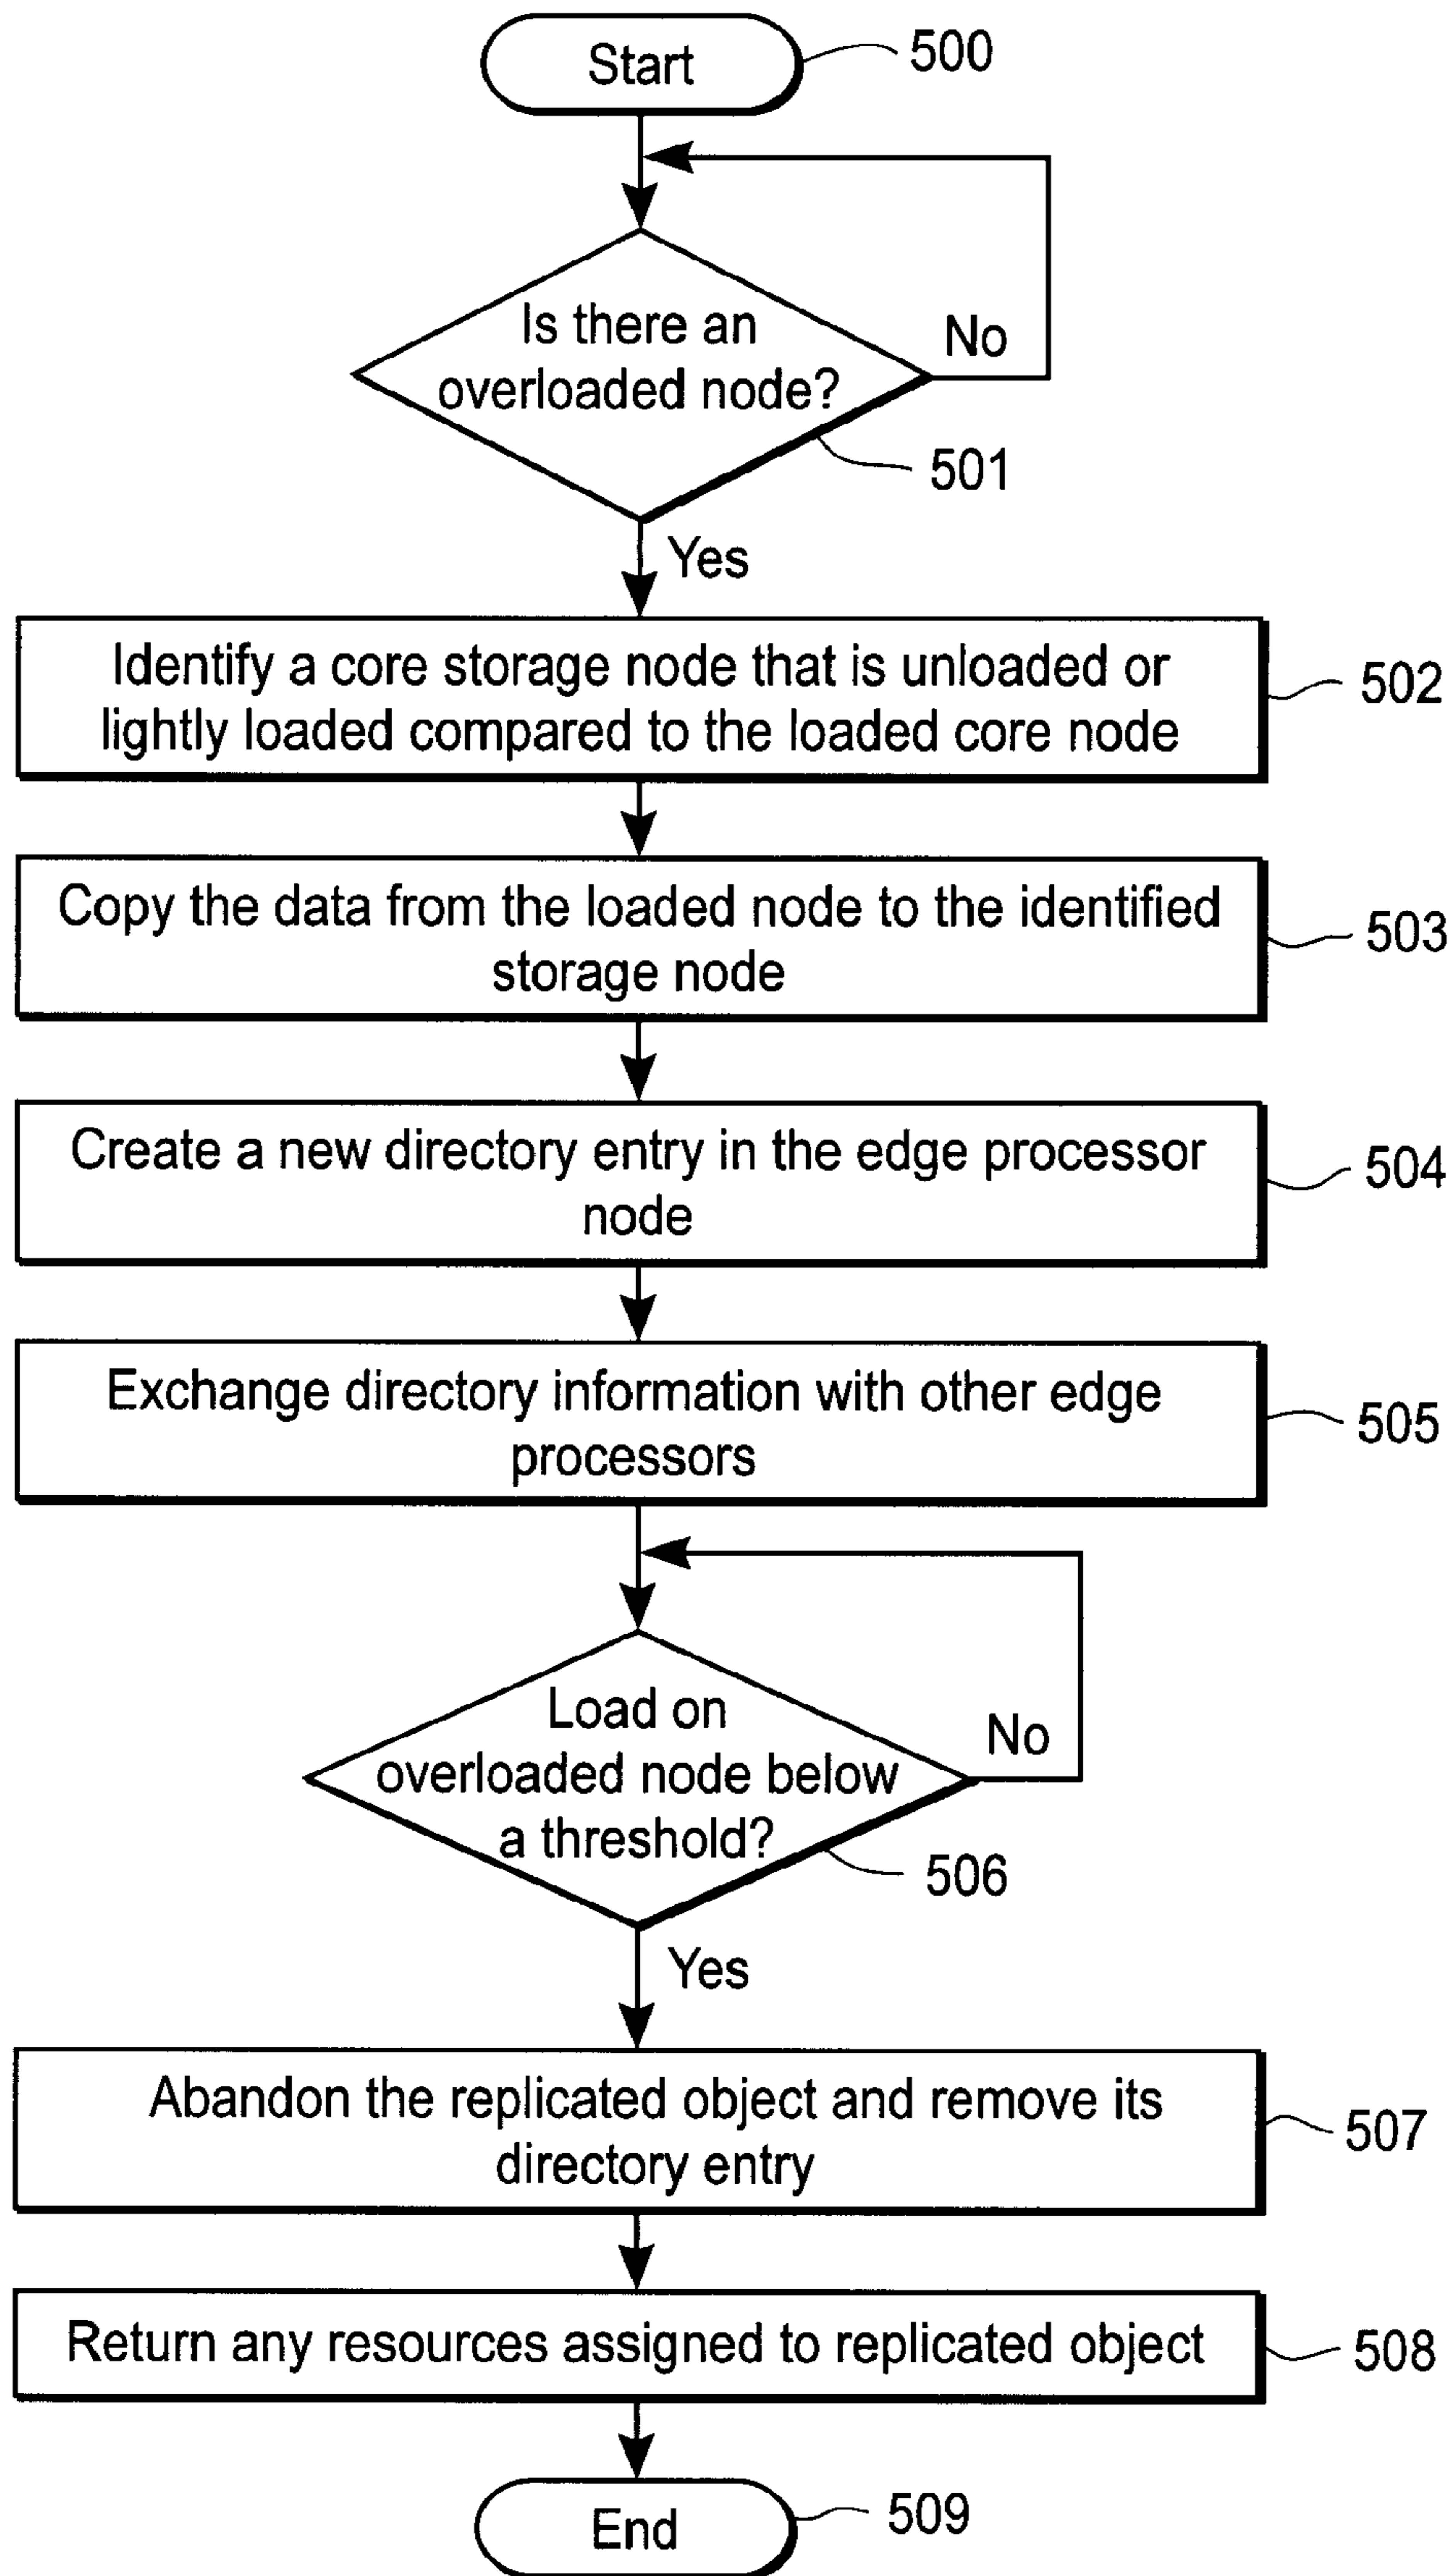 Start
500
Is there an
overloaded node?
No
501
Yes
Identify a core storage node that is unloaded or
lightly loaded compared to the loaded core node
502
Copy the data from the loaded node to the identified
storage node
503
Create a new directory entry in the edge processor
node
504
Exchange directory information with other edge
processors
505
Load on
overloaded node below
a threshold?
No
506
Yes
Abandon the replicated object and remove its
directory entry
507
Return any resources assigned to replicated object
508
End
509